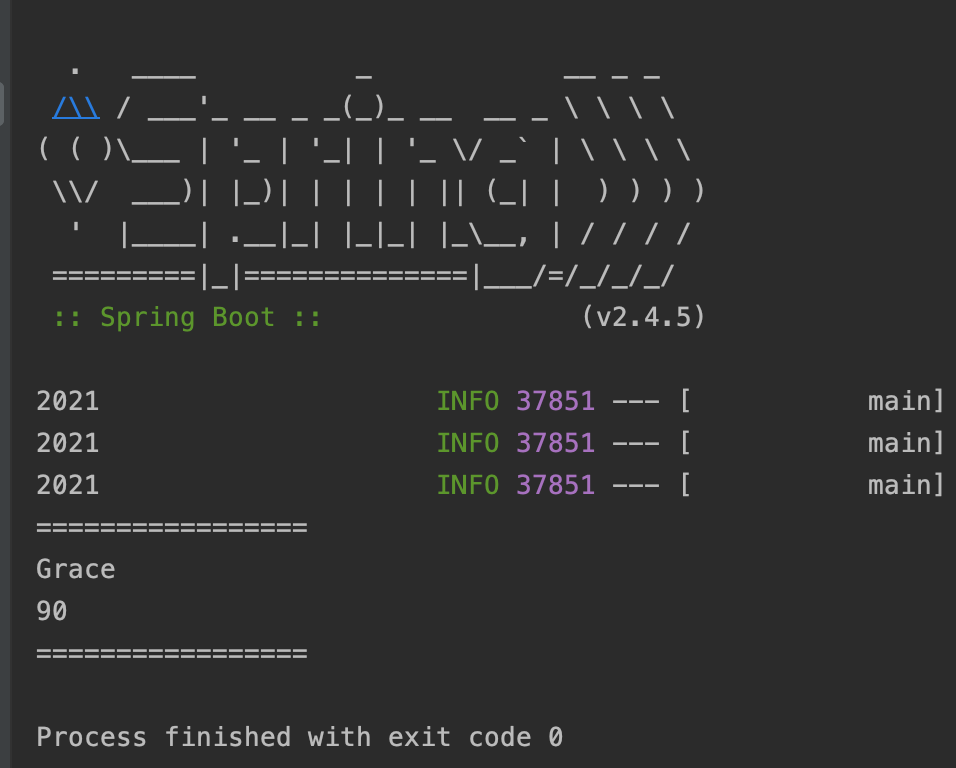 .   ____          _            __ _ _
 /\\ / ___'_ __ _ _(_)_ __  __ _ \ \ \ \
( ( )\___ | '_ | '_| | '_ \/ _` | \ \ \ \
 \\/  ___)| |_)| | | | | || (_| |  ) ) ) )
  '  |____| .__|_| |_|_| |_\__, | / / / /
 =========|_|==============|___/=/_/_/_/
 :: Spring Boot ::                (v2.4.5)
2021                     INFO 37851 --- [           main]
2021                     INFO 37851 --- [           main]
2021                     INFO 37851 --- [           main]
=================
Grace
90
=================
Process finished with exit code 0